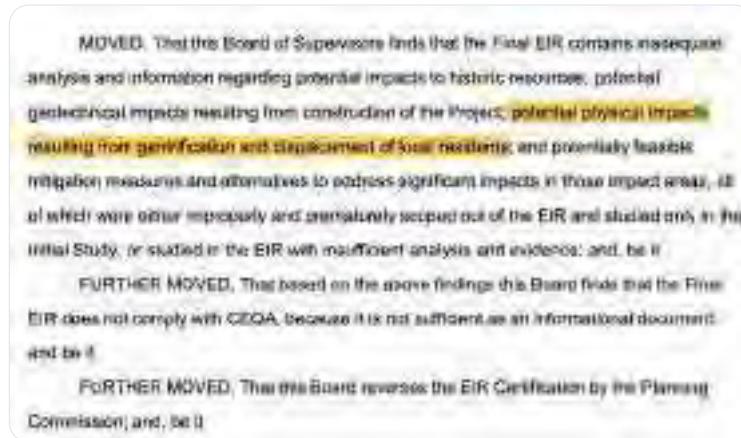 MOVED, That this Board of Supervisors finds that the Final EIR contains inadequate
analysis and information regarding potential impacts to historic resources, potential
geotechnical impacts resulting from construction of the Project, potential physical impacts
resulting from gentrification and displacement of local residents; and potentially feasible
mitigation measures and alternatives to address significant impacts in those impact areas, all
of which were either improperly and prematurely scoped out of the EIR and studied only in the
Initial Study, or studied in the EIR with insufficient analysis and evidence; and, be it
FURTHER MOVED, That based on the above findings this Board finds that the Final
EIR does not comply with CEQA, because it is not sufficient as an informational document
and be it
FURTHER MOVED, That this Board reverses the EIR Certification by the Planning
Commission; and, be it